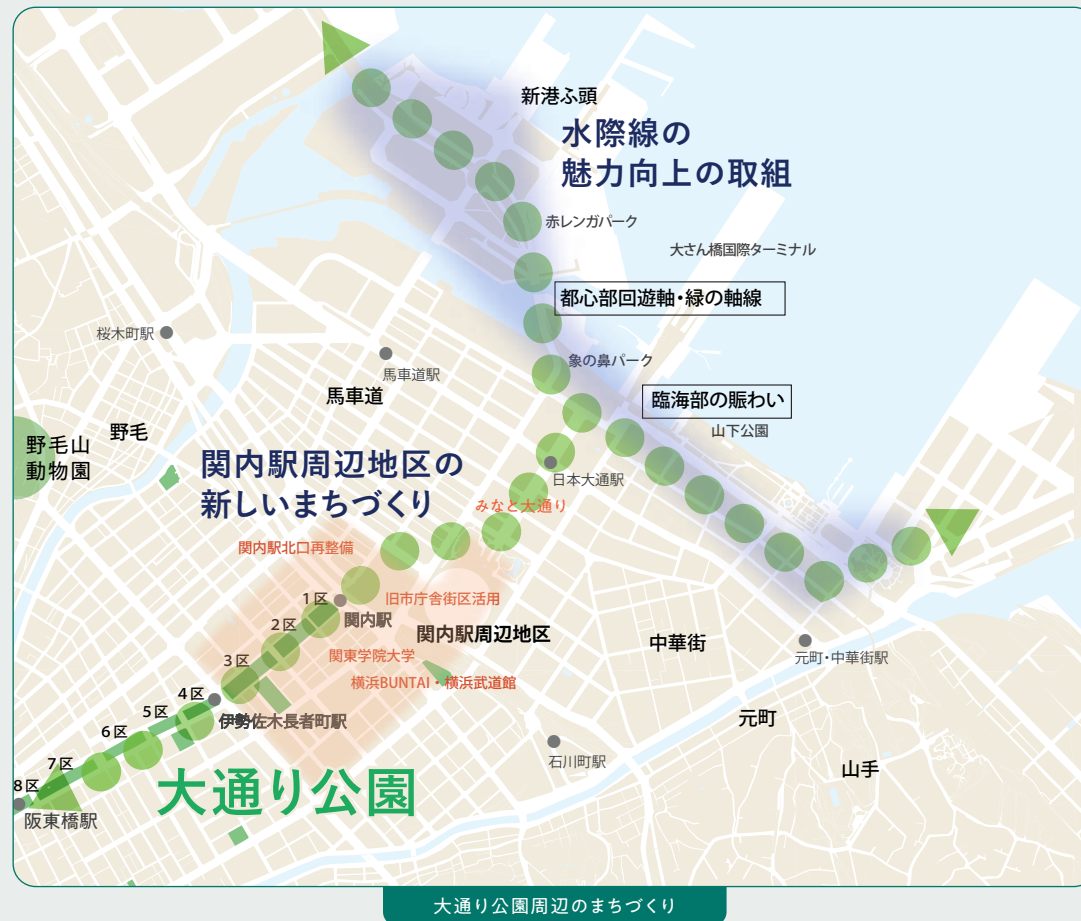 新港ふ頭
水際線の
魅力向上の取組
赤レンガパーク
大さん橋国際ターミナル
都心部回遊軸・緑の軸線
桜木町駅
馬車道駅
象の鼻パーク
馬車道
臨海部の賑わい
山下公園
野毛
野毛山
動物園
関内駅周辺地区の
新しいまちづくり
日本大通駅
みなと大通り
関内駅北口再整備
旧市庁舎街区活用
1区
関内駅
2区
関内駅周辺地区
中華街
元町・中華街駅
関東学院大学
3区
横浜BUNTAI・横浜武道館
4区
伊勢佐木長者町駅
5区
元町
6区
石川町駅
山手
7区
大通り公園
8区
阪東橋駅
大通り公園周辺のまちづくり